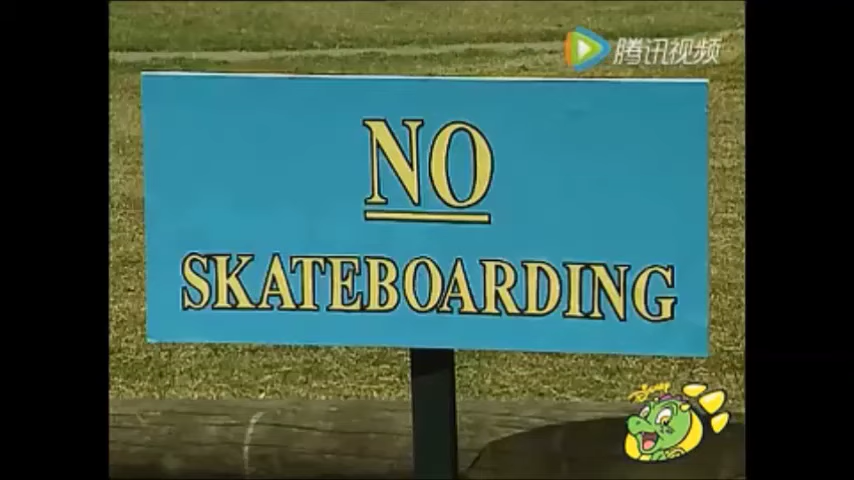 腾讯视频
NO
SKATEBOARDING
Disney